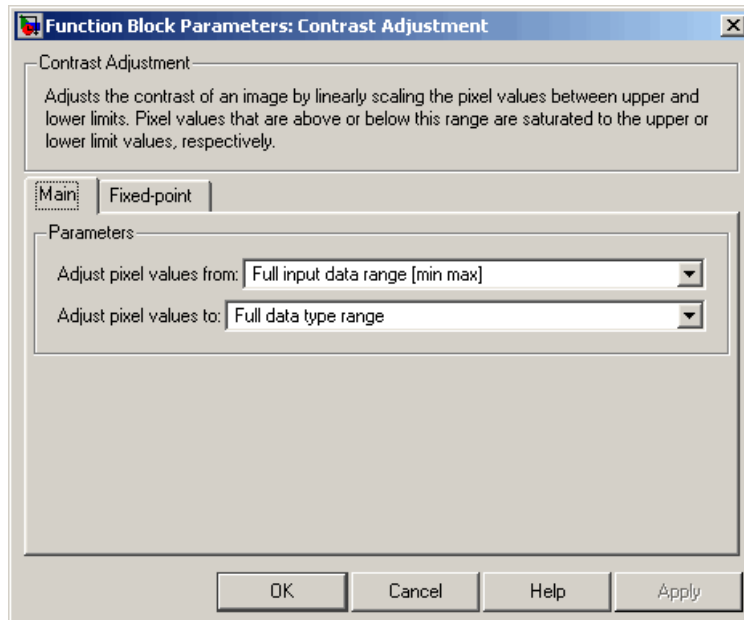 Function Block Parameters: Contrast Adjustment
Contrast Adjustment
Adjusts the contrast of an image by linearly scaling the pixel values between upper and
lower limits. Pixel values that are above or below this range are saturated to the upper or
lower limit values, respectively.
Main Fixed-point
Parameters
Adjust pixel values from: Full input data range [min max]
Adjust pixel values to: Full data type range
OK Cancel Help Apply